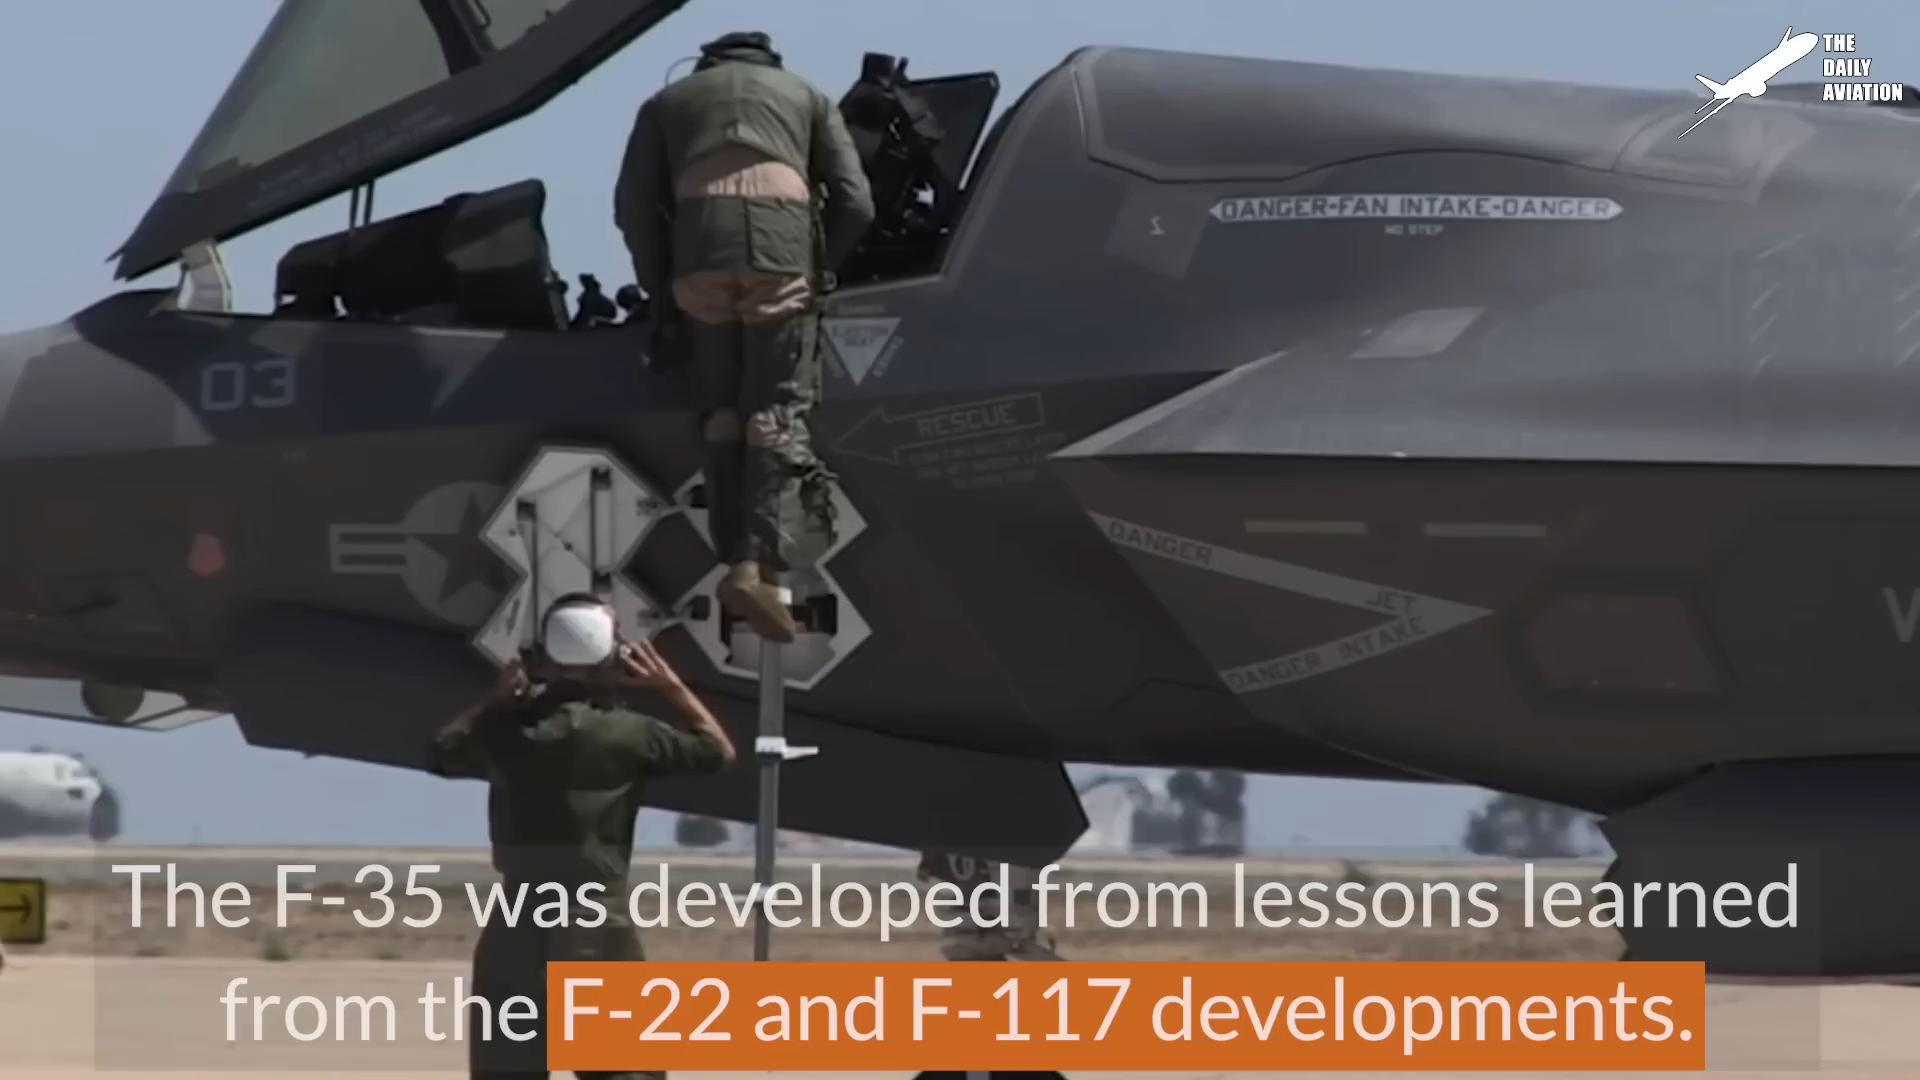 THE
DAILY
AVIATION
DANGER-FAN INTAKE-DANGER
NO STEP
03
RESCUE
DANGER
JET
DANGER INTAKE
The F-35 was developed from lessons learned
from the F-22 and F-117 developments.